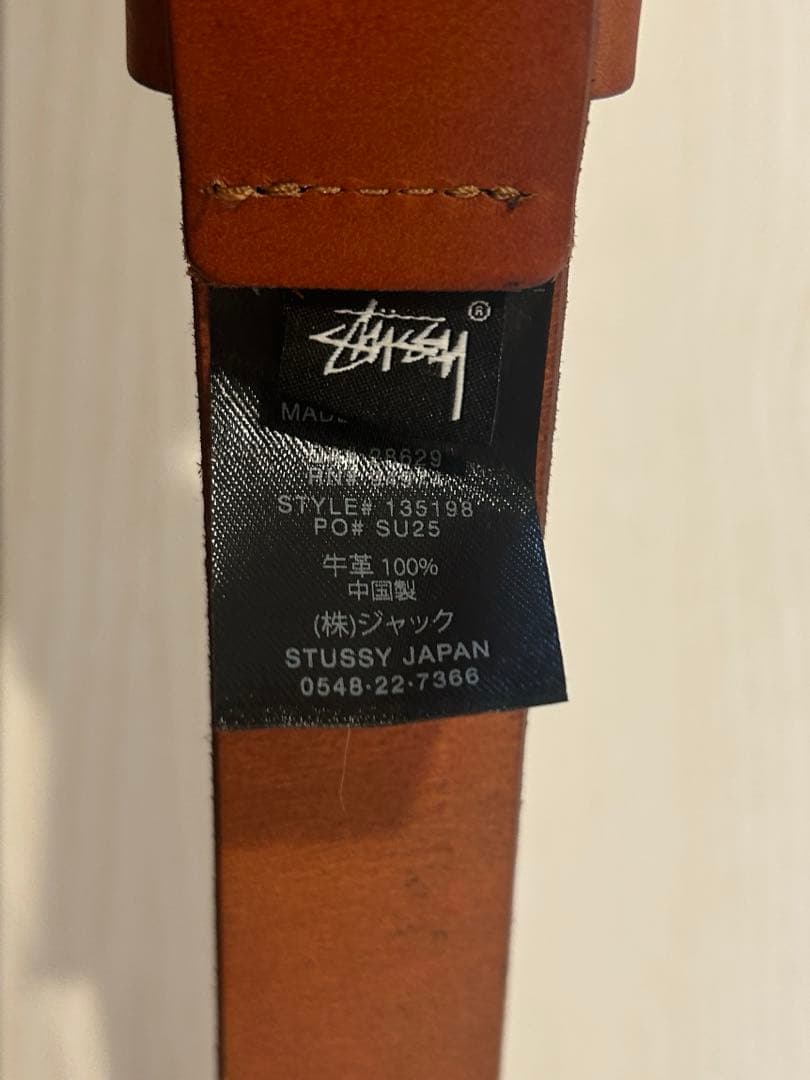 Stüssy
®
STYLE# 135198
PO# SU25
牛革 100%
中国製
(株)ジャック
STUSSY JAPAN
0548·22·7366